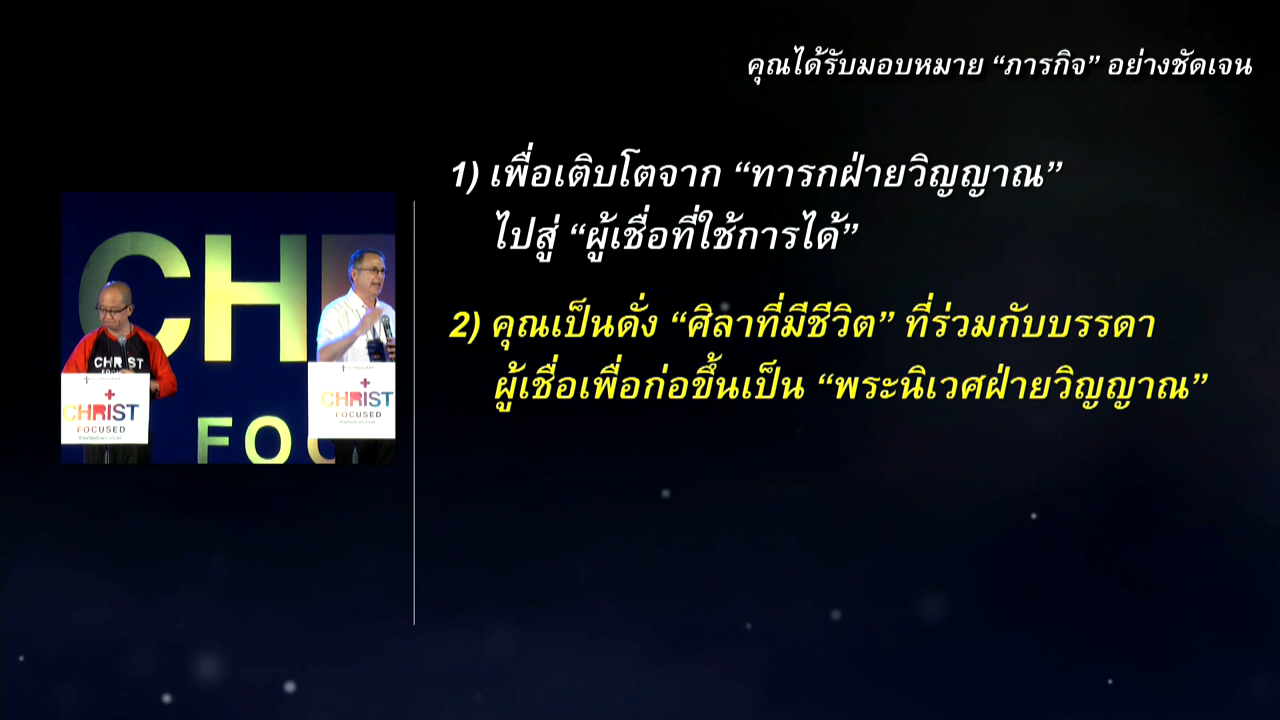 คุณได้รับมอบหมาย “ภารกิจ” อย่างชัดเจน
1) เพื่อเติบโตจาก “ทารกฝ่ายวิญญาณ”
ไปสู่ “ผู้เชื่อที่ใช้การได้”
2) คุณเป็นดั่ง “ศิลาที่มีชีวิต” ที่ร่วมกับบรรดา
ผู้เชื่อเพื่อก่อขึ้นเป็น “พระนิเวศฝ่ายวิญญาณ”
CH
FO
CHRIST
CHRIST
FOCUSED
CHRIST
FOCUSED